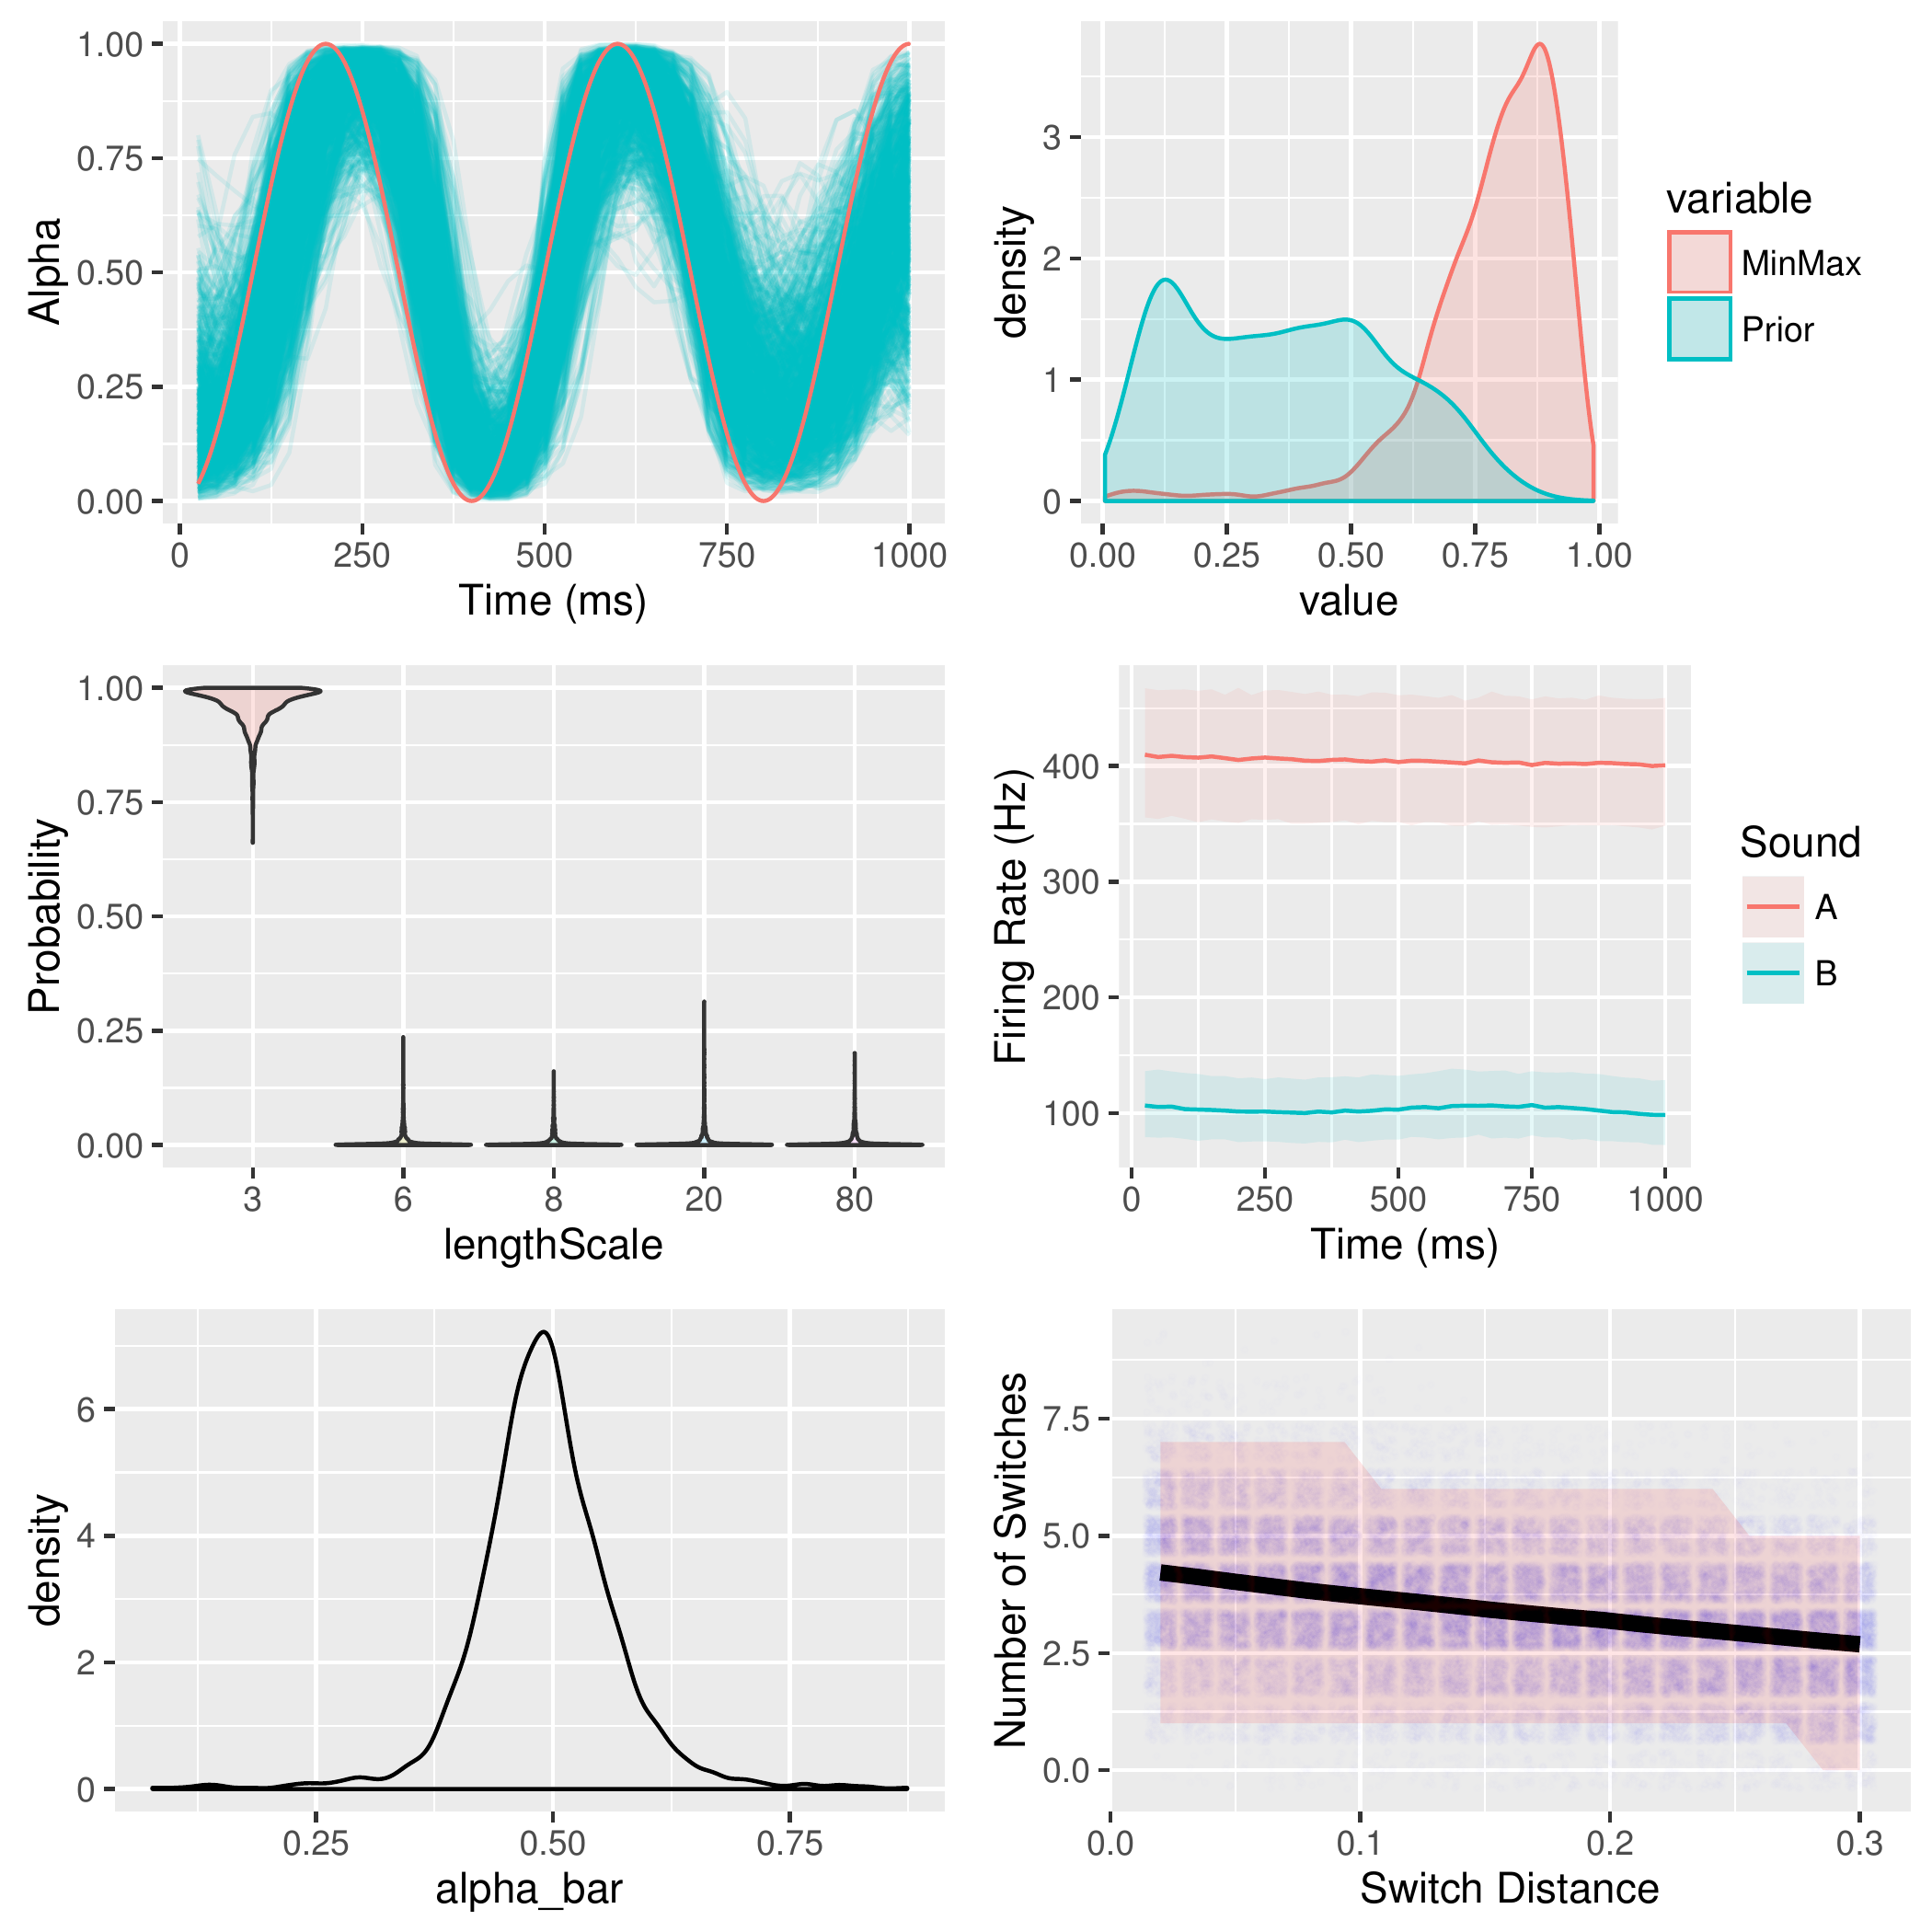 Alpha
1.00
0.75
0.50
0.25
0.00
0 250 500 750 1000
Time (ms)
density
3
2
1
0
0.00 0.25 0.50 0.75 1.00
value
variable
MinMax
Prior
Probability
1.00
0.75
0.50
0.25
0.00
3 6 8 20 80
lengthScale
Firing Rate (Hz)
400
300
200
100
0 250 500 750 1000
Time (ms)
Sound
A
B
density
6
4
2
0
0.25 0.50 0.75
alpha_bar
Number of Switches
7.5
5.0
2.5
0.0
0.0 0.1 0.2 0.3
Switch Distance